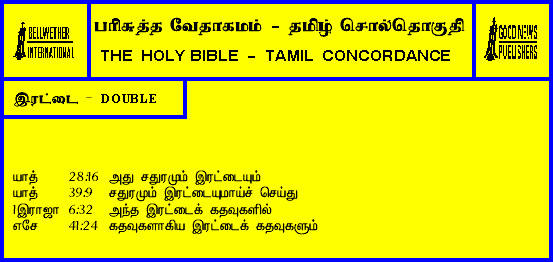 BELLWETHER
INTERNATIONAL
பரிசுத்த வேதாகமம் - தமிழ் சொல்தொகுதி
THE HOLY BIBLE - TAMIL CONCORDANCE
GOOD NEWS
PUBLISHERS
இரட்டை - DOUBLE
யாத் 28:16 அது சதுரமும் இரட்டையும்
யாத் 39:9 சதுரமும் இரட்டையுமாய்ச் செய்து
1இராஜா 6:32 அந்த இரட்டைக் கதவுகளில்
எசே 41:24 கதவுகளாகிய இரட்டைக் கதவுகளும்